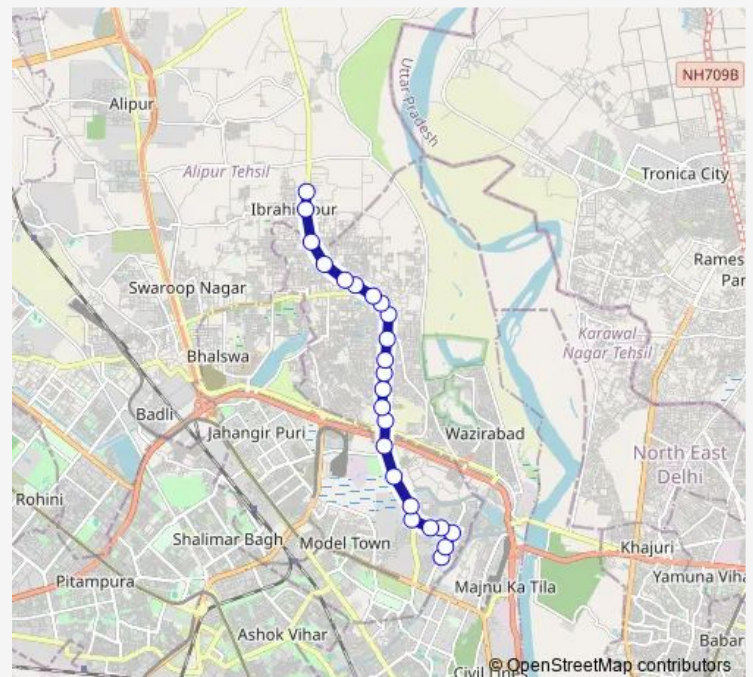 Uttar Pradesh
NH709B
Alipur
Alipur Tehsil
Tronica City
Rames
Par
Swaroop Nagar
Karawal
Nagar Tehsil
Bhalswa
Badli
Jahangir Puri
Wazirabad
North East
Delhi
Rohini
Shalimar Bagh
Model Town
Khajuri
Pitampura
Majnu Ka Tila
Yamuna Viha
Ashok Vihar
Babar
Civil Lines
© OpenStreetMap contributors